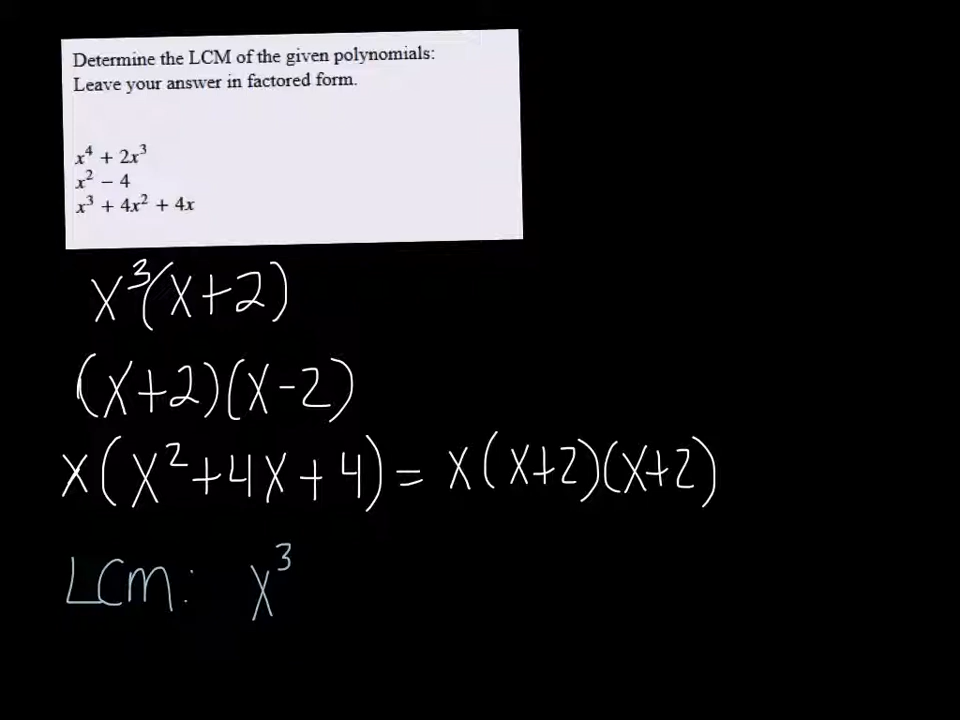 Determine the LCM of the given polynomials:
Leave your answer in factored form.
x⁴ + 2x³
x² − 4
x³ + 4x² + 4x
x³(x+2)
(x+2)(x-2)
x(x²+4x+4) = x(x+2)(x+2)
LCM: x³